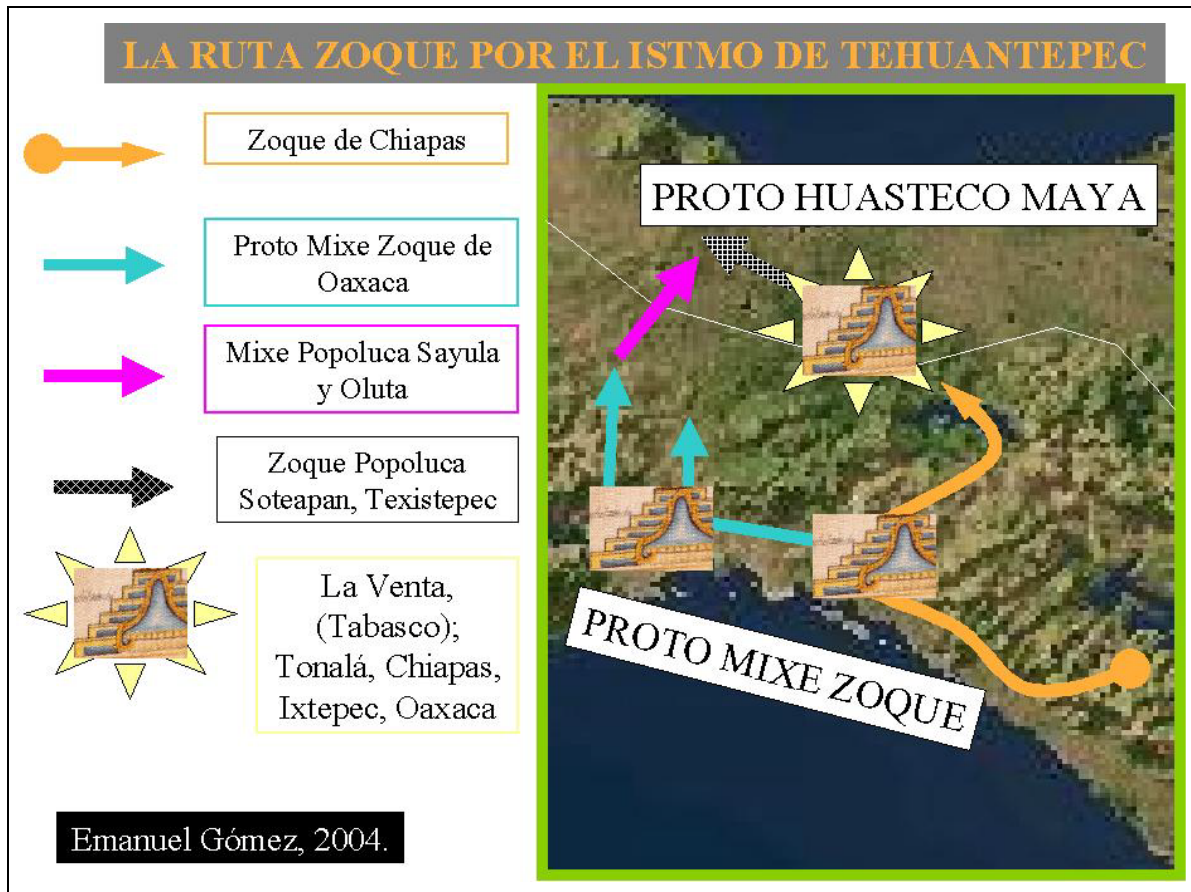 LA RUTA ZOQUE POR EL ISTMO DE TEHUANTEPEC
Zoque de Chiapas
Proto Mixe Zoque de
Oaxaca
Mixe Popoluca Sayula
y Oluta
Zoque Popoluca
Soteapan, Texistepec
La Venta,
(Tabasco);
Tonalá, Chiapas,
Ixtepec, Oaxaca
Emanuel Gómez, 2004.
PROTO HUASTECO MAYA
PROTO MIXE ZOQUE